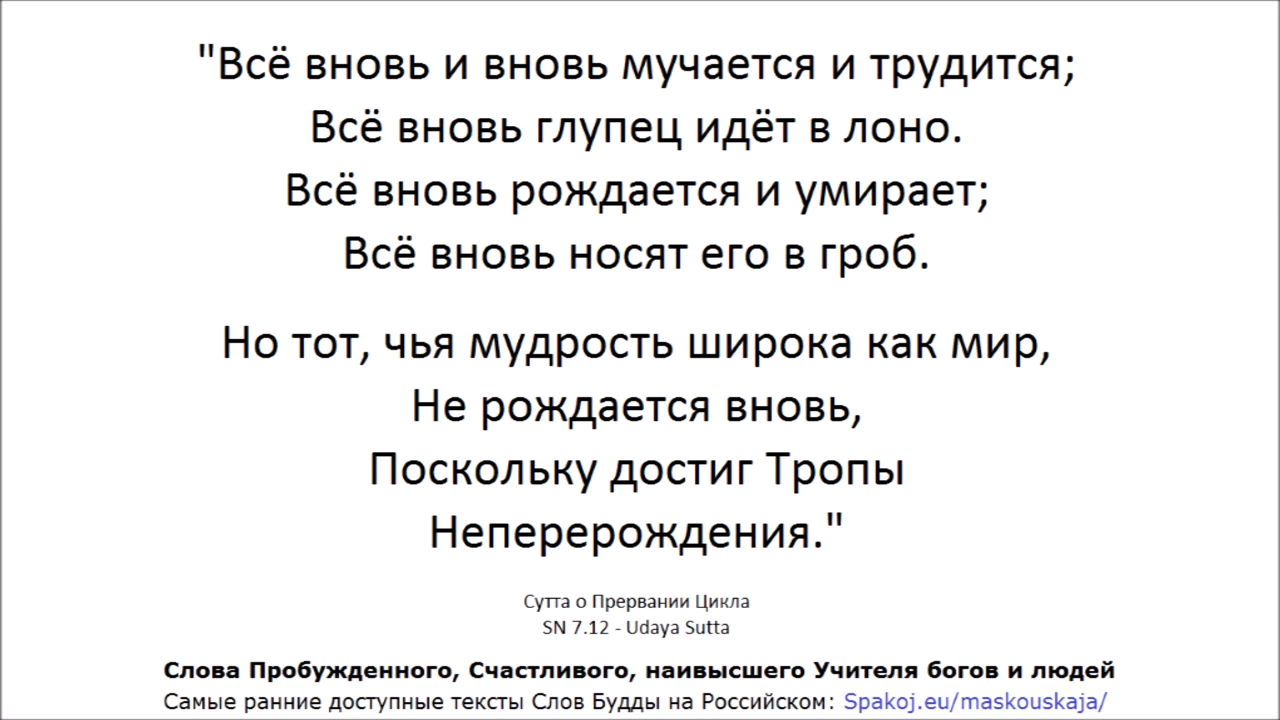 "Всё вновь и вновь мучается и трудится;
Всё вновь глупец идёт в лоно.
Всё вновь рождается и умирает;
Всё вновь носят его в гроб.
Но тот, чья мудрость широка как мир,
Не рождается вновь,
Поскольку достиг Тропы
Неперерождения."
Сутта о Прервании Цикла
SN 7.12 - Udaya Sutta
Слова Пробужденного, Счастливого, наивысшего Учителя богов и людей
Самые ранние доступные тексты Слов Будды на Российском: Spakoj.eu/maskouskaja/